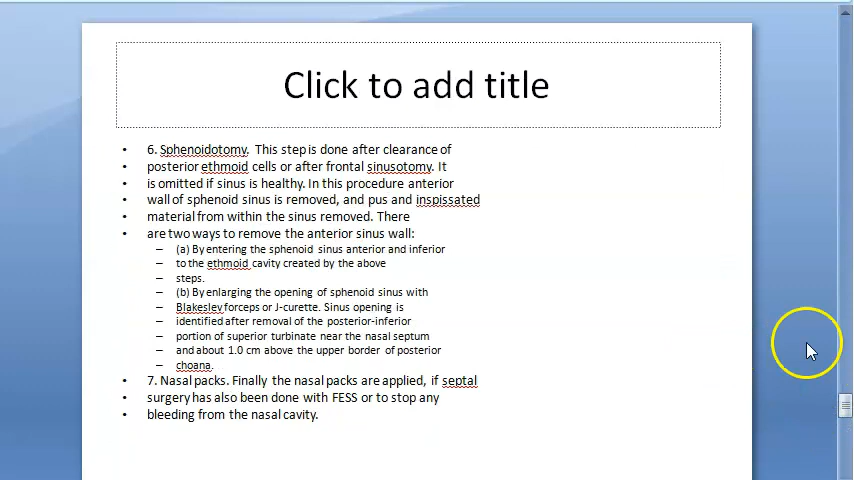 Click to add title
• 6. Sphenoidotomy. This step is done after clearance of
• posterior ethmoid cells or after frontal sinusotomy. It
• is omitted if sinus is healthy. In this procedure anterior
• wall of sphenoid sinus is removed, and pus and inspissated
• material from within the sinus removed. There
• are two ways to remove the anterior sinus wall:
– (a) By entering the sphenoid sinus anterior and inferior
– to the ethmoid cavity created by the above
– steps.
– (b) By enlarging the opening of sphenoid sinus with
– Blakesley forceps or J-curette. Sinus opening is
– identified after removal of the posterior-inferior
– portion of superior turbinate near the nasal septum
– and about 1.0 cm above the upper border of posterior
– choana.
• 7. Nasal packs. Finally the nasal packs are applied, if septal
• surgery has also been done with FESS or to stop any
• bleeding from the nasal cavity.